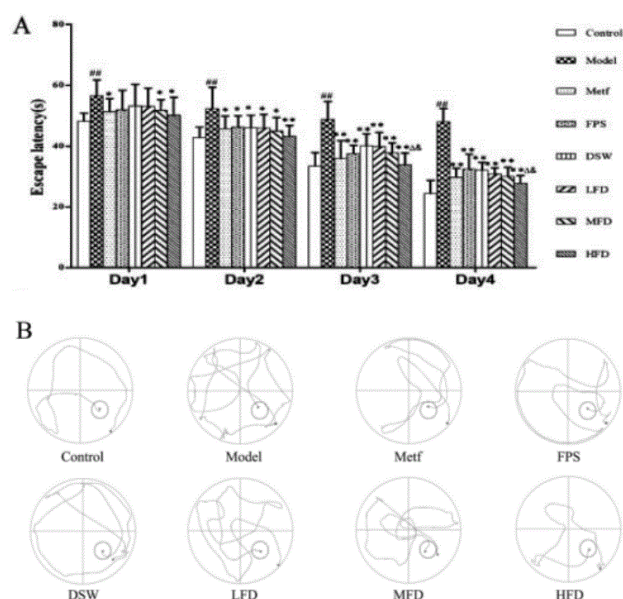 A
Escape latency(s)
80
60
40
20
0
##
*
* *
##
* * * * * * **
##
** ** ** ** ** **Δ&
##
** ** ** ** ** **Δ&
Day1 Day2 Day3 Day4
Control
Model
Metf
FPS
DSW
LFD
MFD
HFD
B
Control Model Metf FPS
DSW LFD MFD HFD